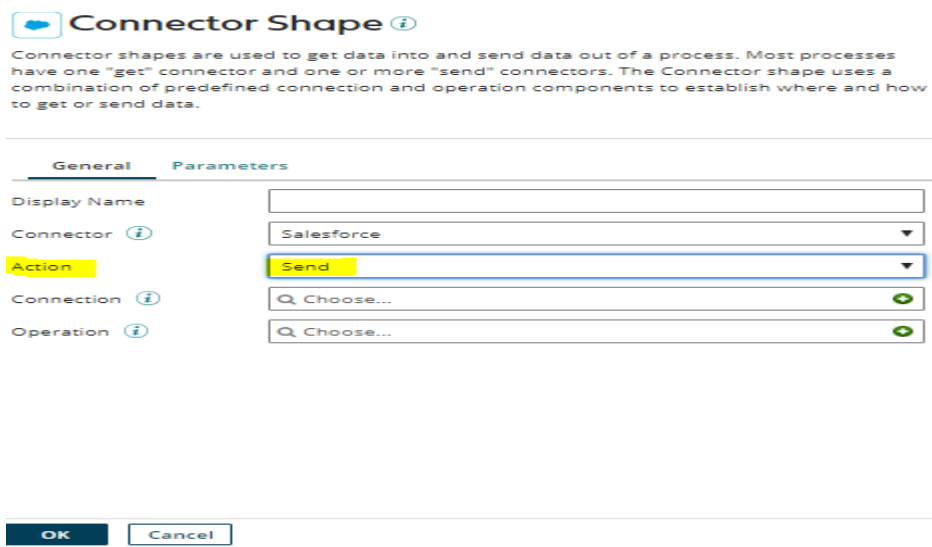 Connector Shape
Connector shapes are used to get data into and send data out of a process. Most processes
have one "get" connector and one or more "send" connectors. The Connector shape uses a
combination of predefined connection and operation components to establish where and how
to get or send data.
General Parameters
Display Name
Connector Salesforce
Action Send
Connection Choose...
Operation Choose...
OK Cancel